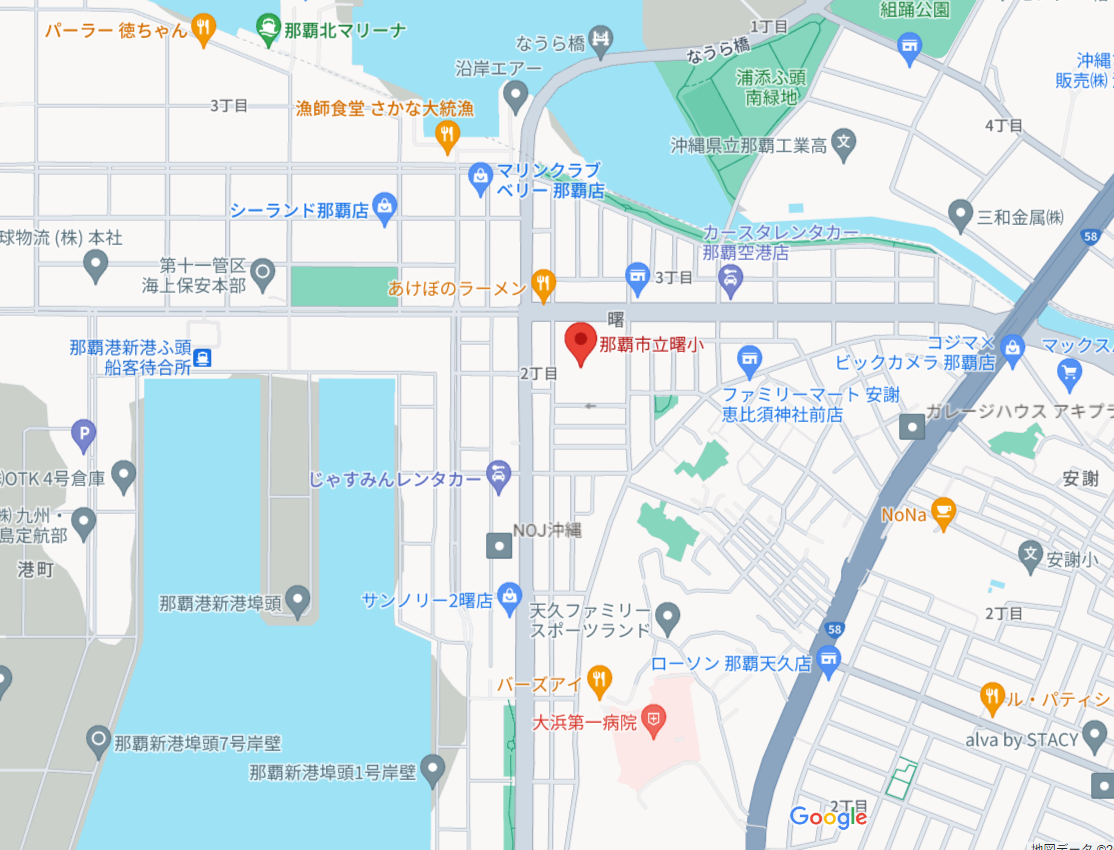 組踊公園
パーラー 徳ちゃん
那覇北マリーナ
1丁目
なうら橋
なうら橋
沖縄
販売㈱
沿岸エアー
浦添ふ頭
南緑地
3丁目
漁師食堂 さかな大統漁
4丁目
沖縄県立那覇工業高
マリンクラブ
ベリー 那覇店
シーランド那覇店
三和金属㈱
球物流 (株) 本社
カースタレンタカー
那覇空港店
58
第十一管区
海上保安本部
3丁目
あけぼのラーメン
曙
那覇市立曙小
那覇港新港ふ頭
船客待合所
コジマ×
ビックカメラ 那覇店
マックス
2丁目
ファミリーマート 安謝
恵比須神社前店
ガレージハウス アキプラ
P
OTK 4号倉庫
じゃすみんレンタカー
安謝
㈱ 九州・
島定航部
NoNa
NOJ沖縄
港町
安謝小
那覇港新港埠頭
サンノリー2曙店
天久ファミリー
スポーツランド
2丁目
58
ローソン 那覇天久店
バーズアイ
ル・パティシ
大浜第一病院
那覇新港埠頭7号岸壁
alva by STACY
那覇新港埠頭1号岸壁
2丁目
Google
地図データ ©2